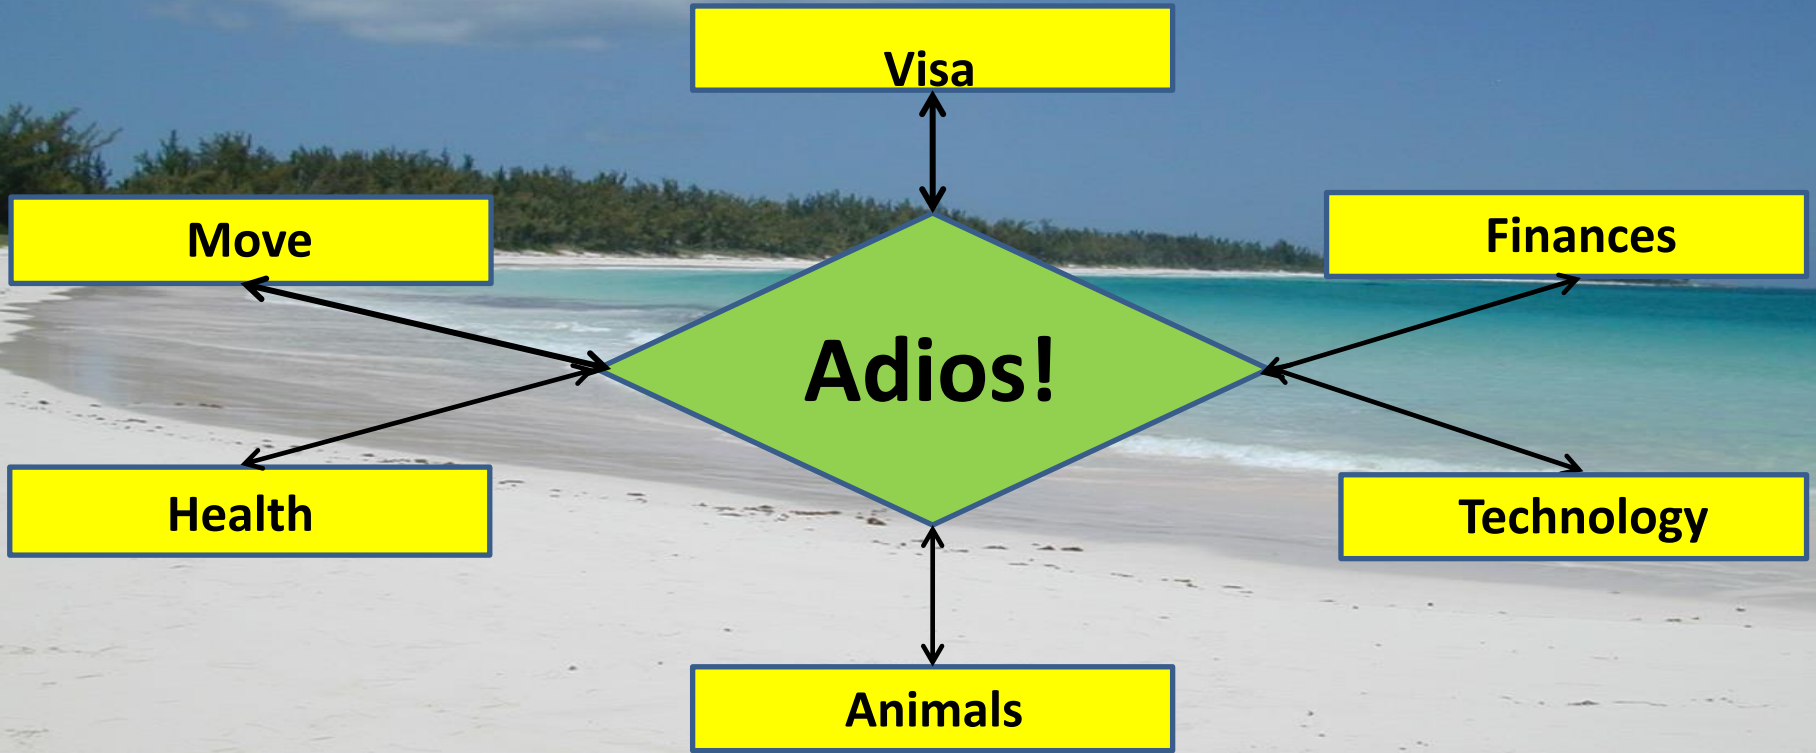 Visa
Move
Finances
Adios!
Health
Technology
Animals